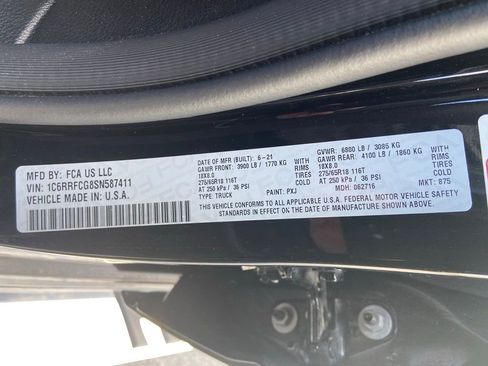 MFD BY: FCA US LLC
VIN: 1C6RRFCG8SN587411
VEHICLE MADE IN U.S.A.
DATE OF MFR (BUILT): 6-21
GVWR: 6800 LB / 3085 KG
GAWR FRONT: 3900 LB / 1770 KG
GAWR REAR: 4100 LB / 1860 KG
18X8.0 TIRES
18X8.0 RIMS
275/65R18 116T
275/65R18 116T
AT 250 kPa / 36 PSI COLD
AT 250 kPa / 36 PSI COLD
TYPE: TRUCK
PAINT: PXJ
MDH: 062716
MKT: 875
THIS VEHICLE CONFORMS TO ALL APPLICABLE U.S.A. FEDERAL MOTOR VEHICLE SAFETY
STANDARDS IN EFFECT ON THE DATE OF MANUFACTURE SHOWN ABOVE.